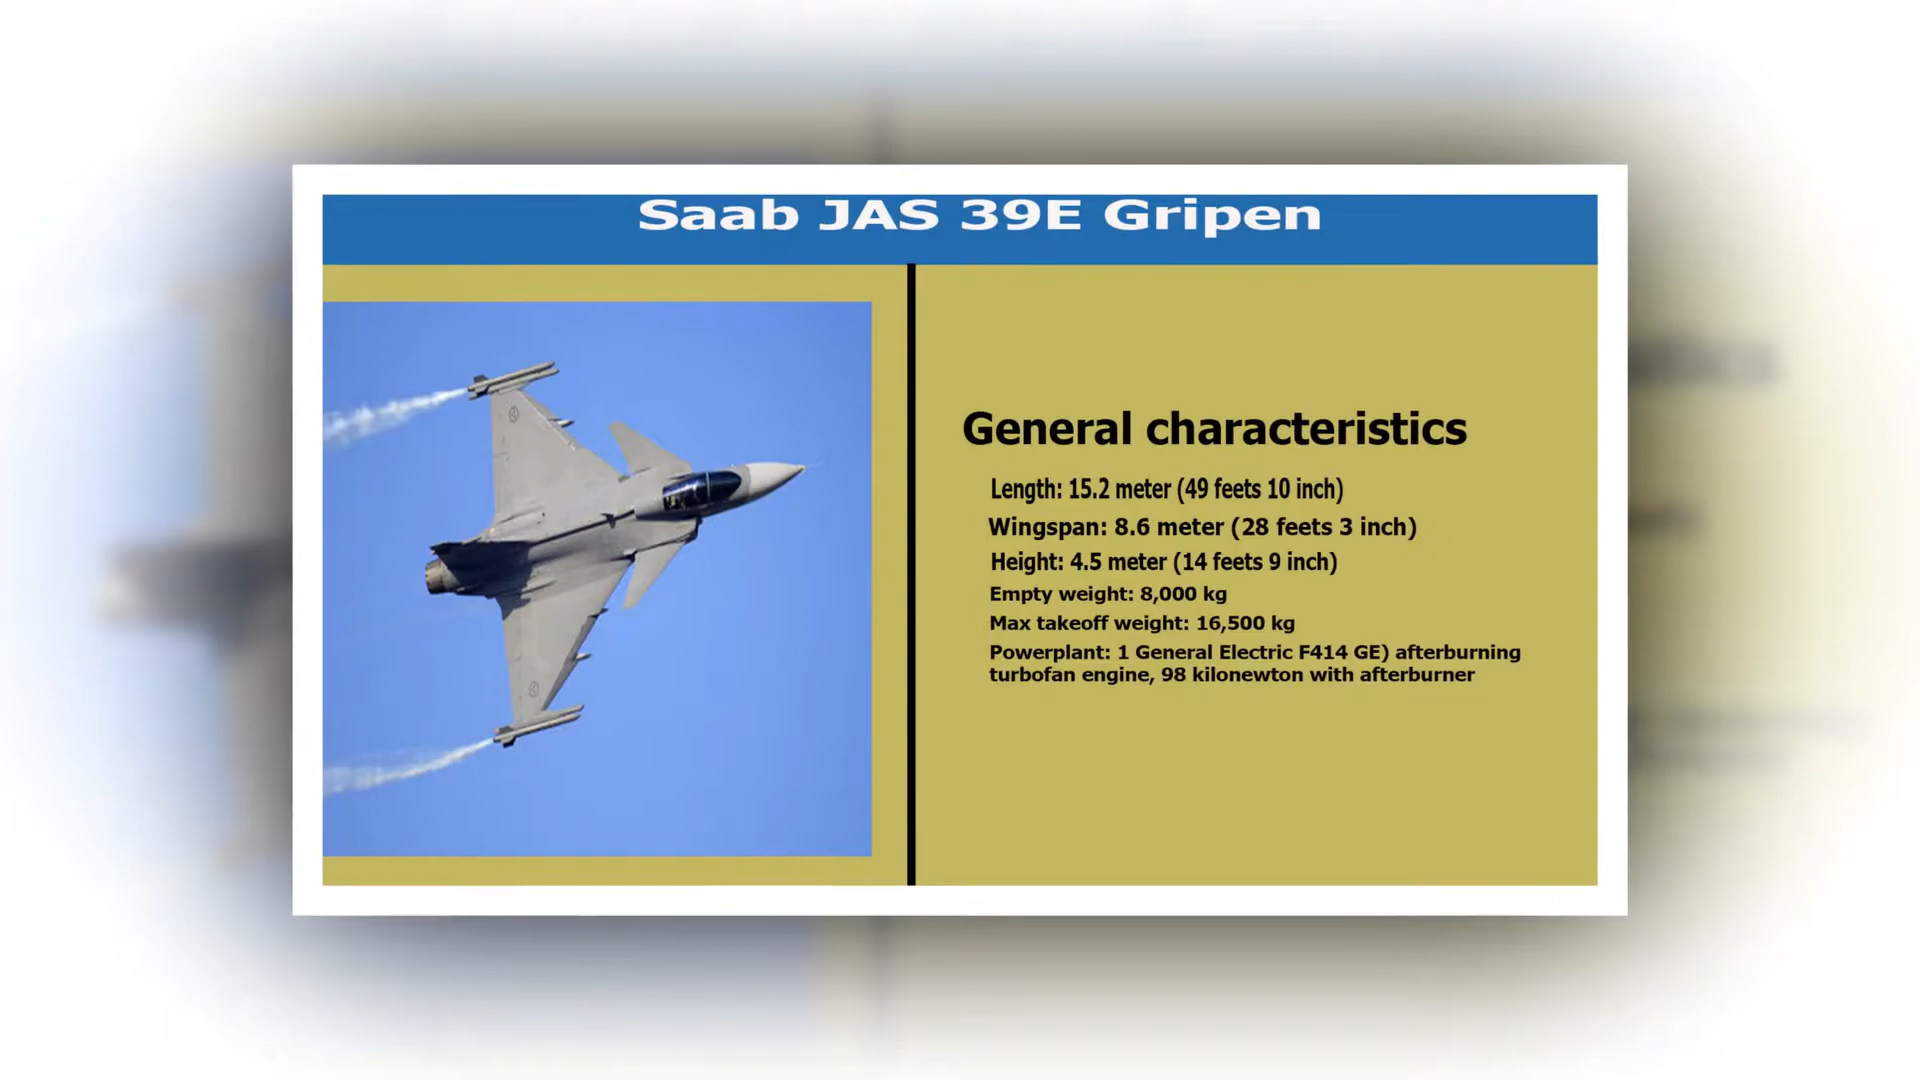 Saab JAS 39E Gripen
General characteristics
Length: 15.2 meter (49 feets 10 inch)
Wingspan: 8.6 meter (28 feets 3 inch)
Height: 4.5 meter (14 feets 9 inch)
Empty weight: 8,000 kg
Max takeoff weight: 16,500 kg
Powerplant: 1 General Electric F414 GE) afterburning
turbofan engine, 98 kilonewton with afterburner